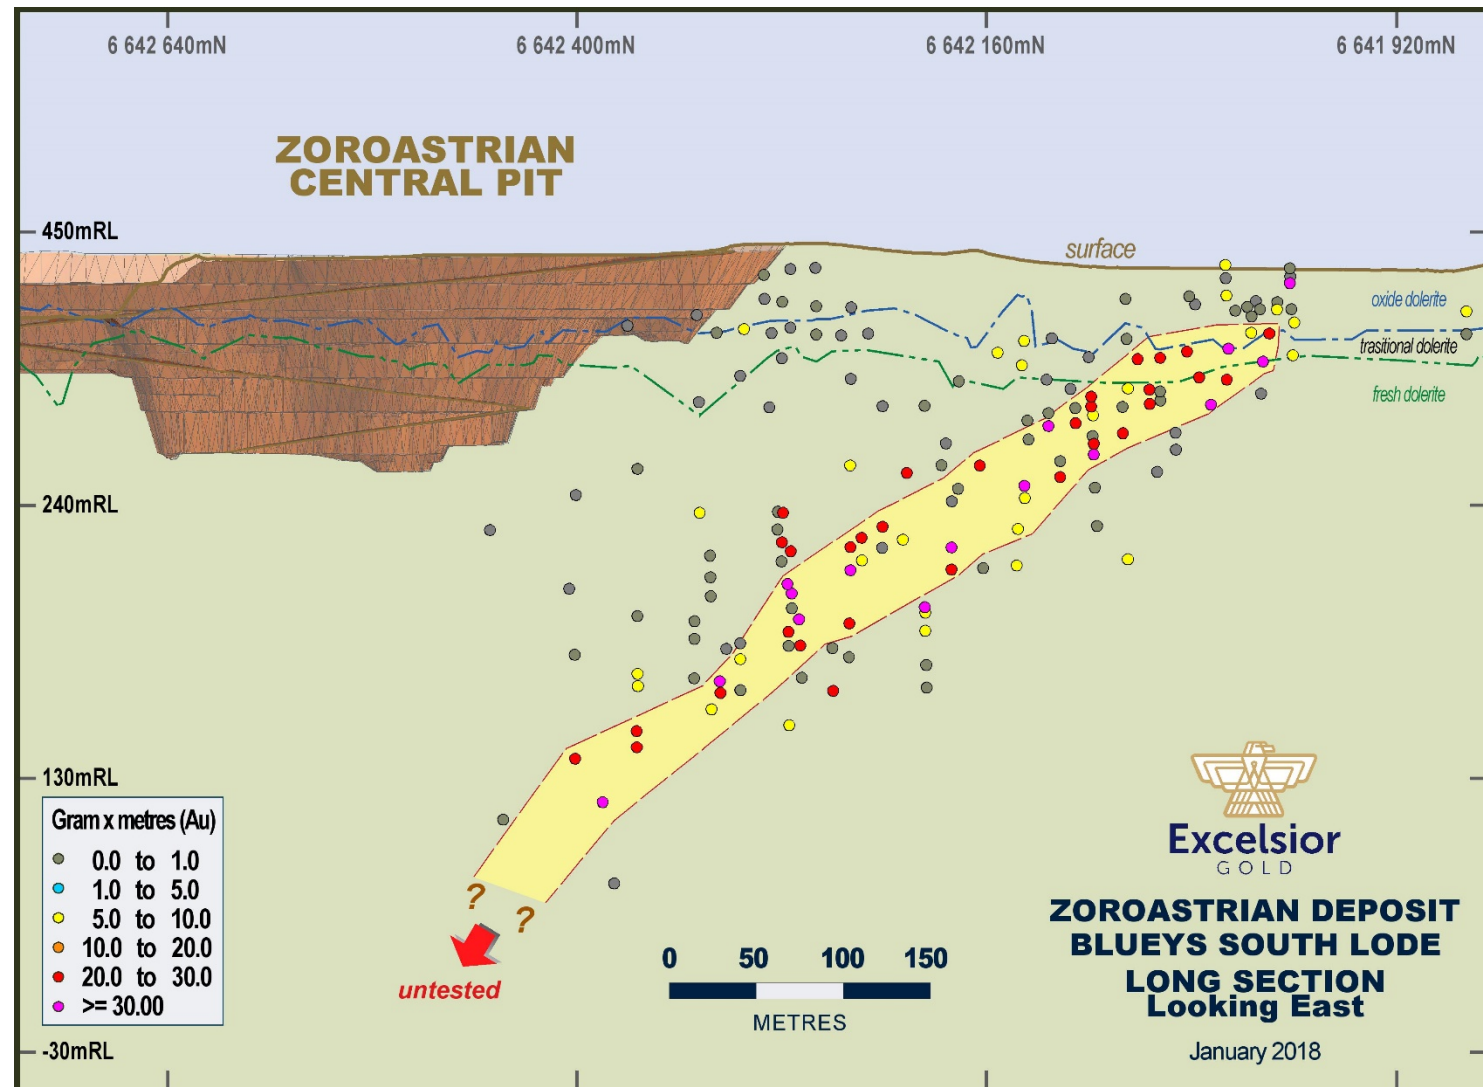 6 642 640mN
6 642 400mN
6 642 160mN
6 641 920mN
ZOROASTRIAN
CENTRAL PIT
450mRL
surface
oxide dolerite
trasitional dolerite
fresh dolerite
240mRL
130mRL
Gram x metres (Au)
0.0 to 1.0
1.0 to 5.0
5.0 to 10.0
10.0 to 20.0
20.0 to 30.0
>= 30.00
-30mRL
? ?
untested
0 50 100 150
METRES
Excelsior
GOLD
ZOROASTRIAN DEPOSIT
BLUEYS SOUTH LODE
LONG SECTION
Looking East
January 2018